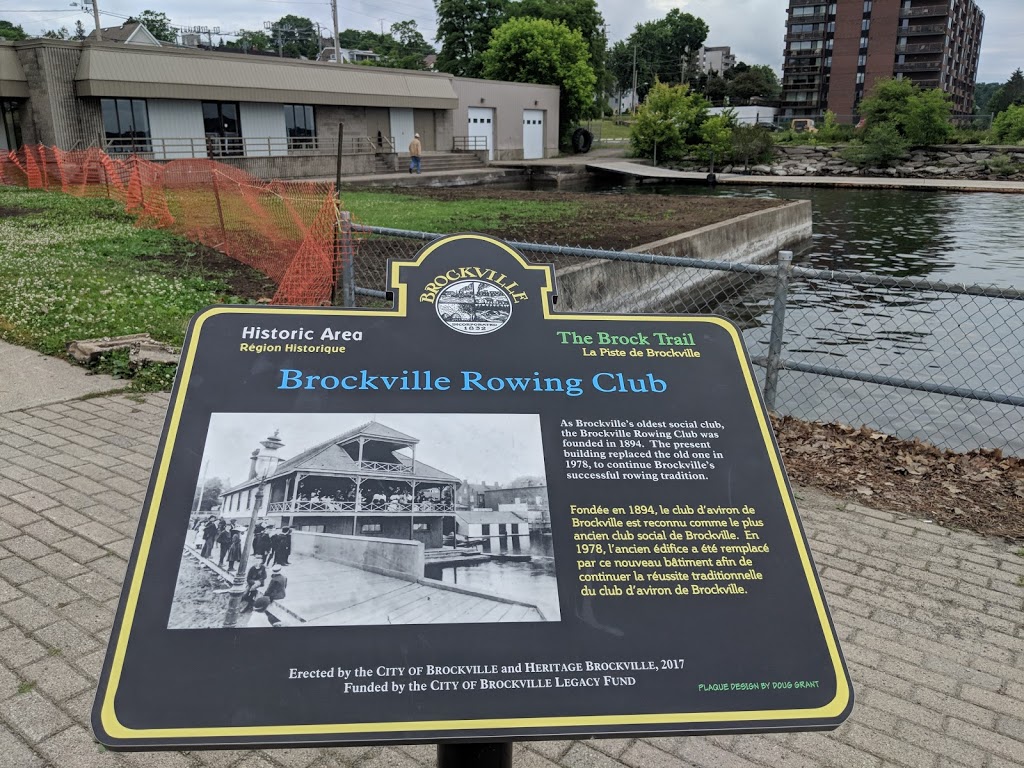 BROCKVILLE
INCORPORATED
1832
Historic Area
Région Historique
The Brock Trail
La Piste de Brockville
Brockville Rowing Club
As Brockville's oldest social club,
the Brockville Rowing Club was
founded in 1894. The present
building replaced the old one in
1978, to continue Brockville's
successful rowing tradition.
Fondée en 1894, le club d'aviron de
Brockville est reconnu comme le plus
ancien club social de Brockville. En
1978, l'ancien édifice a été remplacé
par ce nouveau bâtiment afin de
continuer la réussite traditionnelle
du club d'aviron de Brockville.
Erected by the CITY OF BROCKVILLE and HERITAGE BROCKVILLE, 2017
Funded by the CITY OF BROCKVILLE LEGACY FUND
PLAQUE DESIGN BY DOUG GRANT